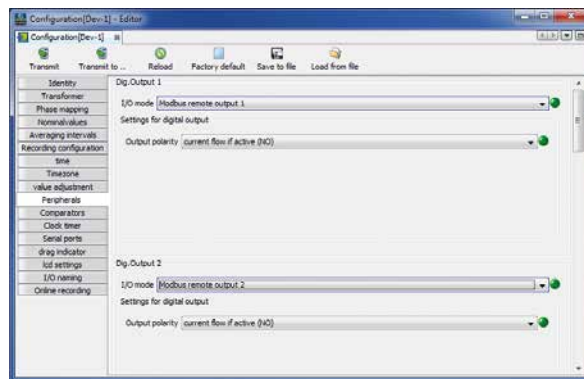 Configuration[Dev-1] - Editor
Configuration[Dev-1]
Transmit Transmit to ... Reload Factory default Save to file Load from file
Identity
Transformer
Phase mapping
Nominalvalues
Averaging intervals
Recording configuration
time
Timezone
value adjustment
Peripherals
Comparators
Clock timer
Serial ports
drag indicator
lcd settings
I/O naming
Online recording
Dig.Output 1
I/O mode Modbus remote output 1
Settings for digital output
Output polarity current flow if active (NO)
Dig.Output 2
I/O mode Modbus remote output 2
Settings for digital output
Output polarity current flow if active (NO)